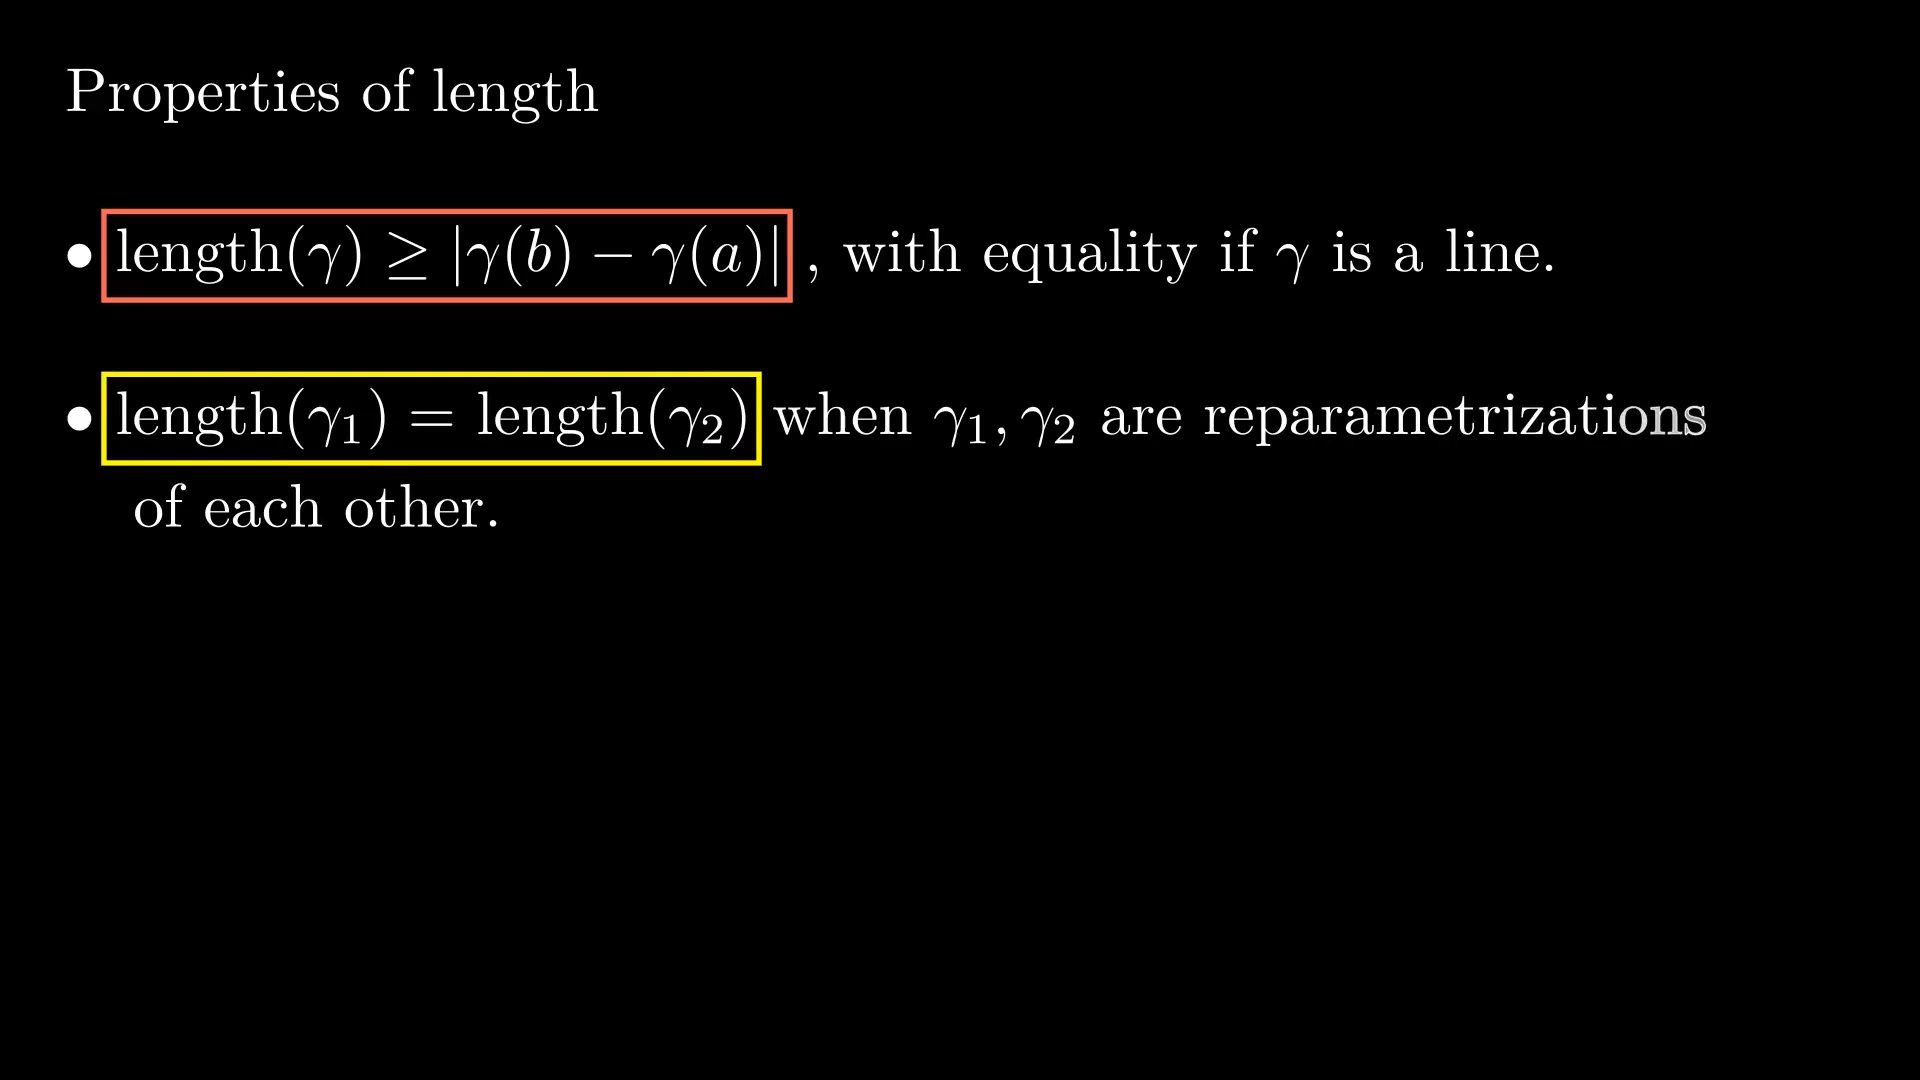 Properties of length
• length(γ) ≥ |γ(b) − γ(a)| , with equality if γ is a line.
• length(γ₁) = length(γ₂) when γ₁, γ₂ are reparametrizations
of each other.